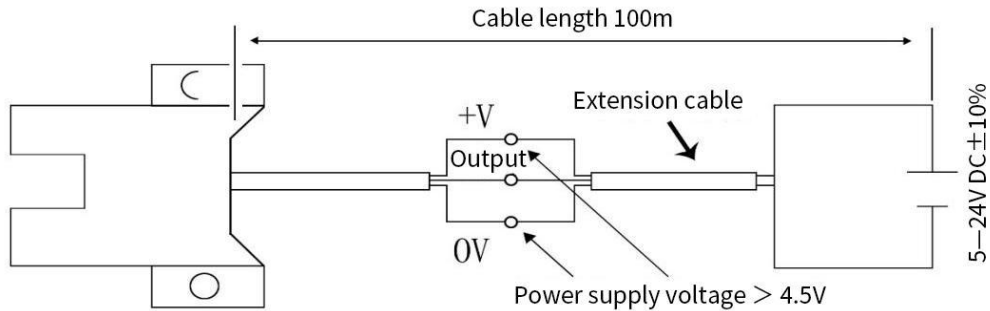 Cable length 100m
Extension cable
+V
Output
0V
Power supply voltage > 4.5V
5-24V DC±10%